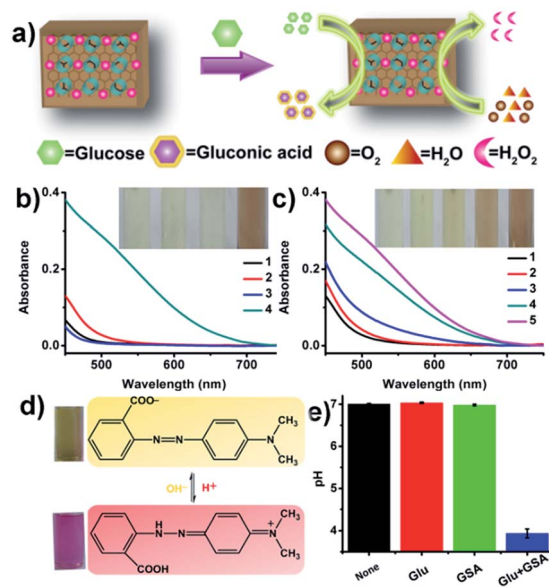 a)
=Glucose =Gluconic acid =O₂ =H₂O =H₂O₂
b)
0.4
0.2
0.0
Absorbance
1
2
3
4
500 600 700
Wavelength (nm)
c)
0.4
0.2
0.0
Absorbance
1
2
3
4
5
500 600 700
Wavelength (nm)
d)
COO⁻
N=N
N
CH₃
CH₃
OH⁻ H⁺
H
N-N
N
+
CH₃
CH₃
COOH
e)
7
6
5
4
pH
None Glu GSA Glu+GSA